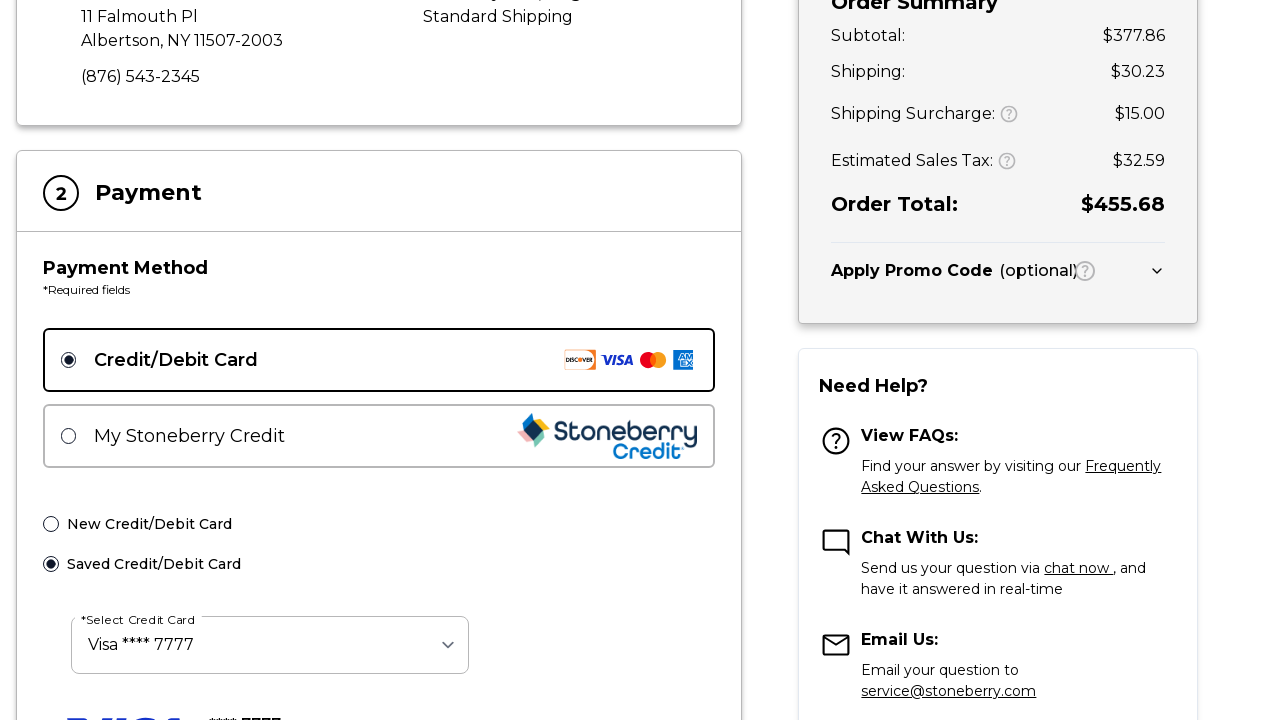 11 Falmouth Pl
Albertson, NY 11507-2003
(876) 543-2345
Standard Shipping
2 Payment
Payment Method
*Required fields
Credit/Debit Card
DISCOVER VISA AMEX
My Stoneberry Credit
Stoneberry Credit
New Credit/Debit Card
Saved Credit/Debit Card
*Select Credit Card
Visa **** 7777
Order Summary
Subtotal: $377.86
Shipping: $30.23
Shipping Surcharge: ? $15.00
Estimated Sales Tax: ? $32.59
Order Total: $455.68
Apply Promo Code (optional) ?
Need Help?
View FAQs:
Find your answer by visiting our Frequently
Asked Questions.
Chat With Us:
Send us your question via chat now , and
have it answered in real-time
Email Us:
Email your question to
service@stoneberry.com